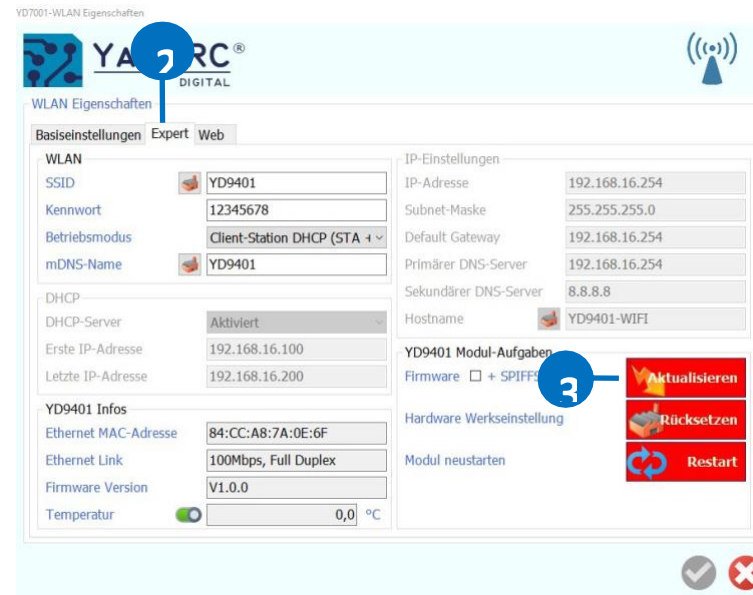 YD7001-WLAN Eigenschaften
2
DIGITAL
WLAN Eigenschaften
Basiseinstellungen Expert Web
WLAN
SSID YD9401
Kennwort 12345678
Betriebsmodus Client-Station DHCP (STA +
mDNS-Name YD9401
DHCP
DHCP-Server Aktiviert
Erste IP-Adresse 192.168.16.100
Letzte IP-Adresse 192.168.16.200
YD9401 Infos
Ethernet MAC-Adresse 84:CC:A8:7A:0E:6F
Ethernet Link 100Mbps, Full Duplex
Firmware Version V1.0.0
Temperatur 0,0 °C
IP-Einstellungen
IP-Adresse 192.168.16.254
Subnet-Maske 255.255.255.0
Default Gateway 192.168.16.254
Primärer DNS-Server 192.168.16.254
Sekundärer DNS-Server 8.8.8.8
Hostname YD9401-WIFI
YD9401 Modul-Aufgaben
Firmware + SPIFFS 3 Aktualisieren
Hardware Werkseinstellung Rücksetzen
Modul neustarten Restart